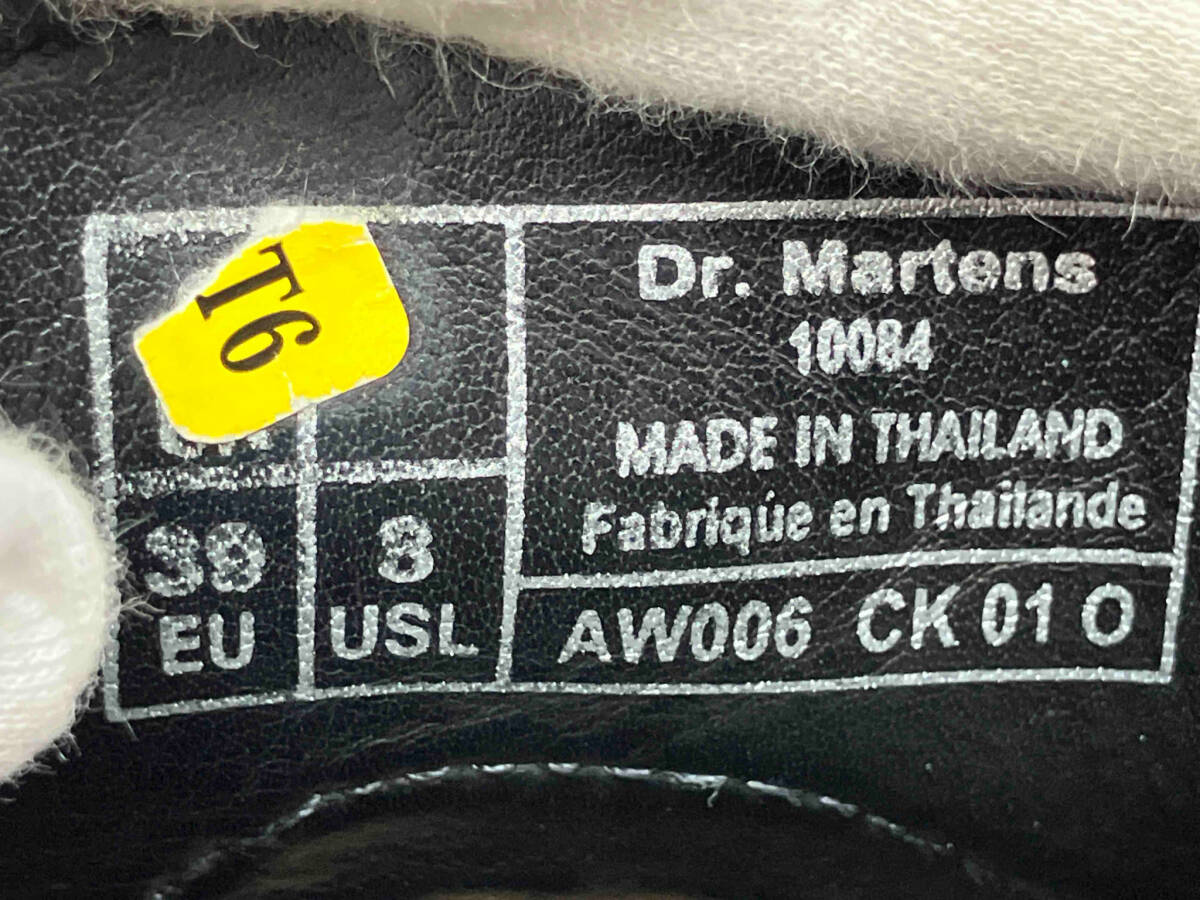 T6
39
EU
8
USL
Dr. Martens
10084
MADE IN THAILAND
Fabriqúe en Thailande
AW006 CK 01 O